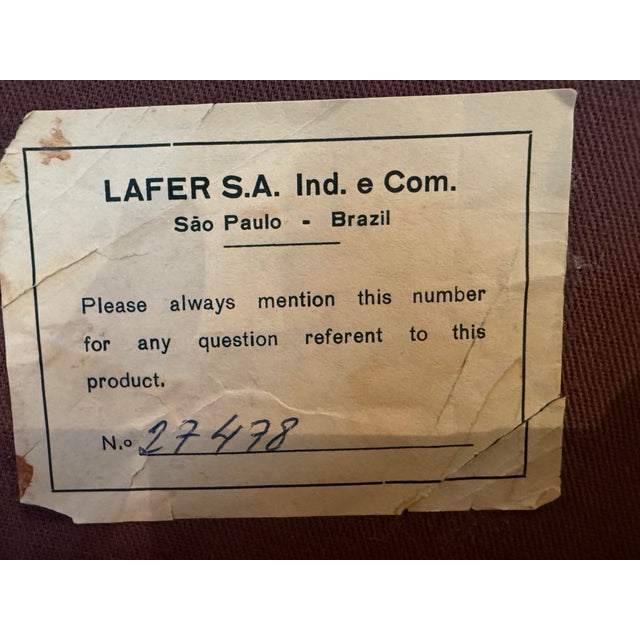 LAFER S.A. Ind. e Com.
São Paulo - Brazil
Please always mention this number
for any question referent to this
product.
N.o 27478